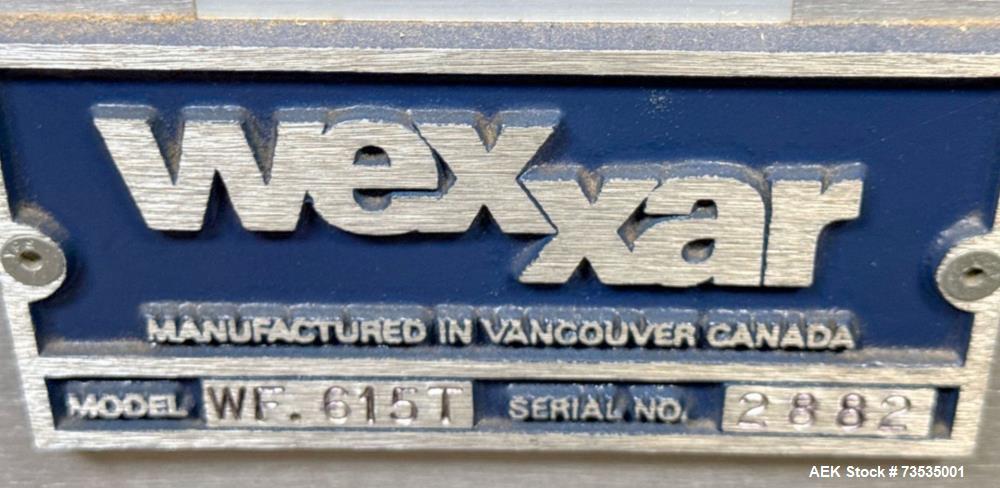 wexxar
MANUFACTURED IN VANCOUVER CANADA
MODEL WF. 615T SERIAL NO. 2882
AEK Stock # 73535001